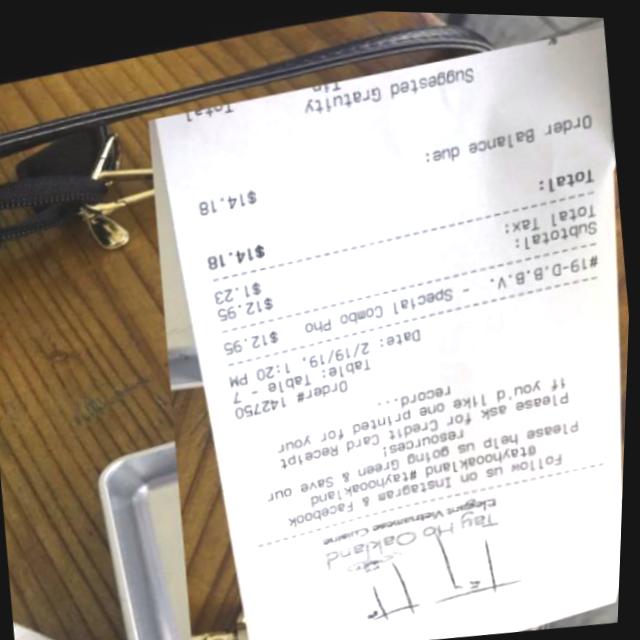 Tay Ho Oakland
Elegant Vietnamese Cuisine
Follow us on Instagram & Facebook
@tayhooakland #tayhooakland
Please help us going Green & Save our
resources!
Please ask for Credit Card Receipt
if you'd like one printed for your
record...
Order# 142750
Table: Table - 7
Date: 2/19/19, 1:20 PM
#19-D.B.B.V. - Special Combo Pho $12.95
Subtotal: $12.95
Total Tax: $1.23
Total: $14.18
Order Balance due: $14.18
Suggested Gratuity
Tip Total